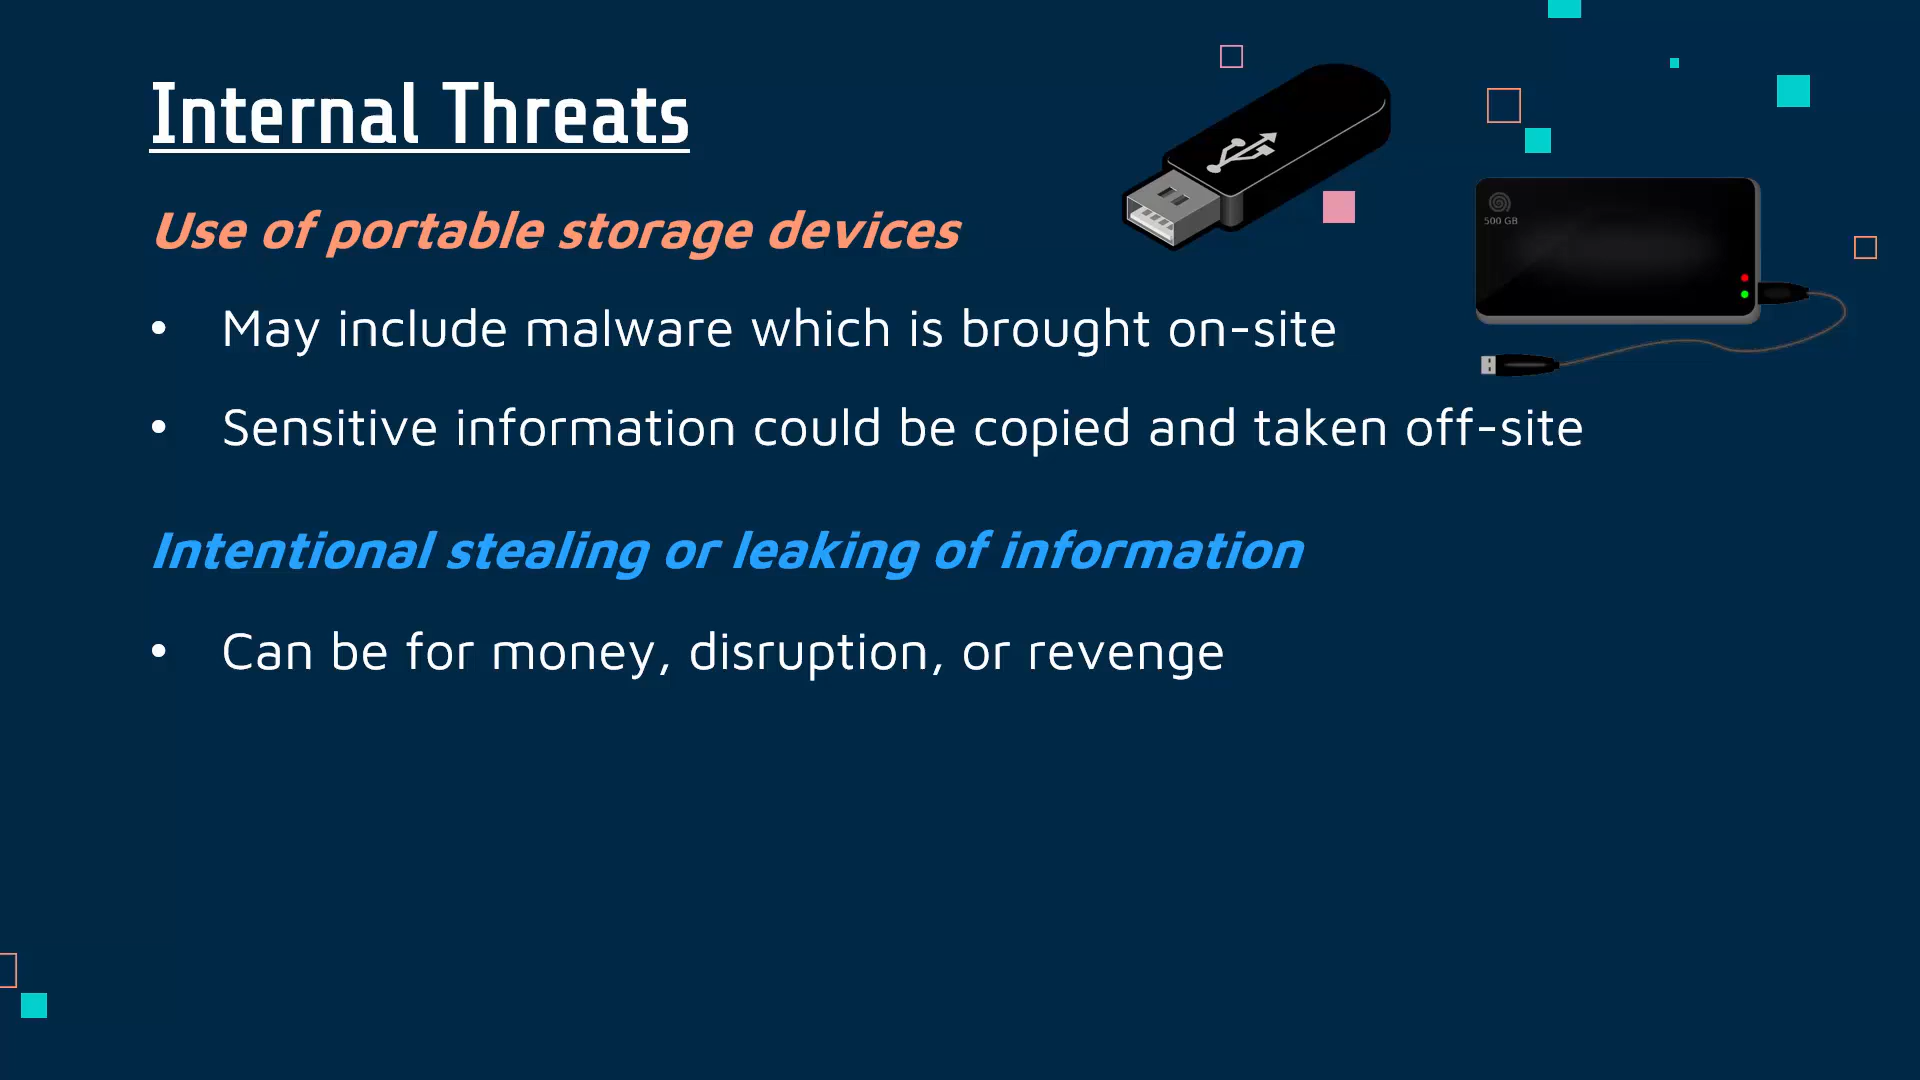 Internal Threats
500 GB
Use of portable storage devices
• May include malware which is brought on-site
• Sensitive information could be copied and taken off-site
Intentional stealing or leaking of information
• Can be for money, disruption, or revenge